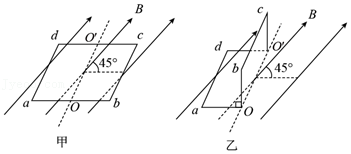 d O' c B
45°
a O b
甲
d O' c B
b 45°
a O
乙